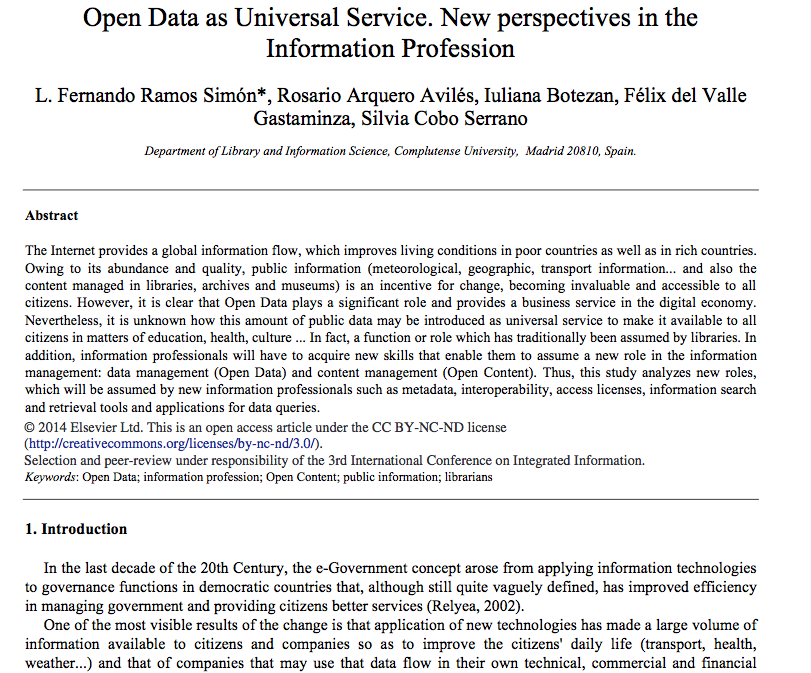 Open Data as Universal Service. New perspectives in the
Information Profession
L. Fernando Ramos Simón*, Rosario Arquero Avilés, Iuliana Botezan, Félix del Valle
Gastaminza, Silvia Cobo Serrano
Department of Library and Information Science, Complutense University, Madrid 20810, Spain.
Abstract
The Internet provides a global information flow, which improves living conditions in poor countries as well as in rich countries.
Owing to its abundance and quality, public information (meteorological, geographic, transport information... and also the
content managed in libraries, archives and museums) is an incentive for change, becoming invaluable and accessible to all
citizens. However, it is clear that Open Data plays a significant role and provides a business service in the digital economy.
Nevertheless, it is unknown how this amount of public data may be introduced as universal service to make it available to all
citizens in matters of education, health, culture ... In fact, a function or role which has traditionally been assumed by libraries. In
addition, information professionals will have to acquire new skills that enable them to assume a new role in the information
management: data management (Open Data) and content management (Open Content). Thus, this study analyzes new roles,
which will be assumed by new information professionals such as metadata, interoperability, access licenses, information search
and retrieval tools and applications for data queries.
© 2014 Elsevier Ltd. This is an open access article under the CC BY-NC-ND license
(http://creativecommons.org/licenses/by-nc-nd/3.0/).
Selection and peer-review under responsibility of the 3rd International Conference on Integrated Information.
Keywords: Open Data; information profession; Open Content; public information; librarians
1. Introduction
In the last decade of the 20th Century, the e-Government concept arose from applying information technologies
to governance functions in democratic countries that, although still quite vaguely defined, has improved efficiency
in managing government and providing citizens better services (Relyea, 2002).
One of the most visible results of the change is that application of new technologies has made a large volume of
information available to citizens and companies so as to improve the citizens' daily life (transport, health,
weather...) and that of companies that may use that data flow in their own technical, commercial and financial